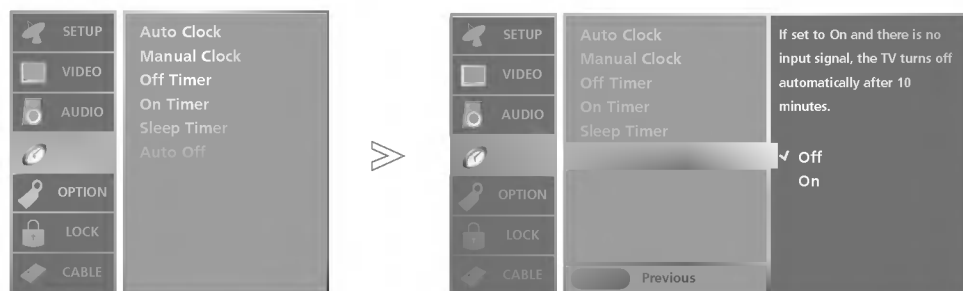 SETUP
VIDEO
AUDIO
OPTION
LOCK
CABLE
Auto Clock
Manual Clock
Off Timer
On Timer
Sleep Timer
Auto Off
SETUP
VIDEO
AUDIO
OPTION
LOCK
CABLE
Auto Clock
Manual Clock
Off Timer
On Timer
Sleep Timer
Previous
If set to On and there is no
input signal, the TV turns off
automatically after 10
minutes.
✓ Off
On